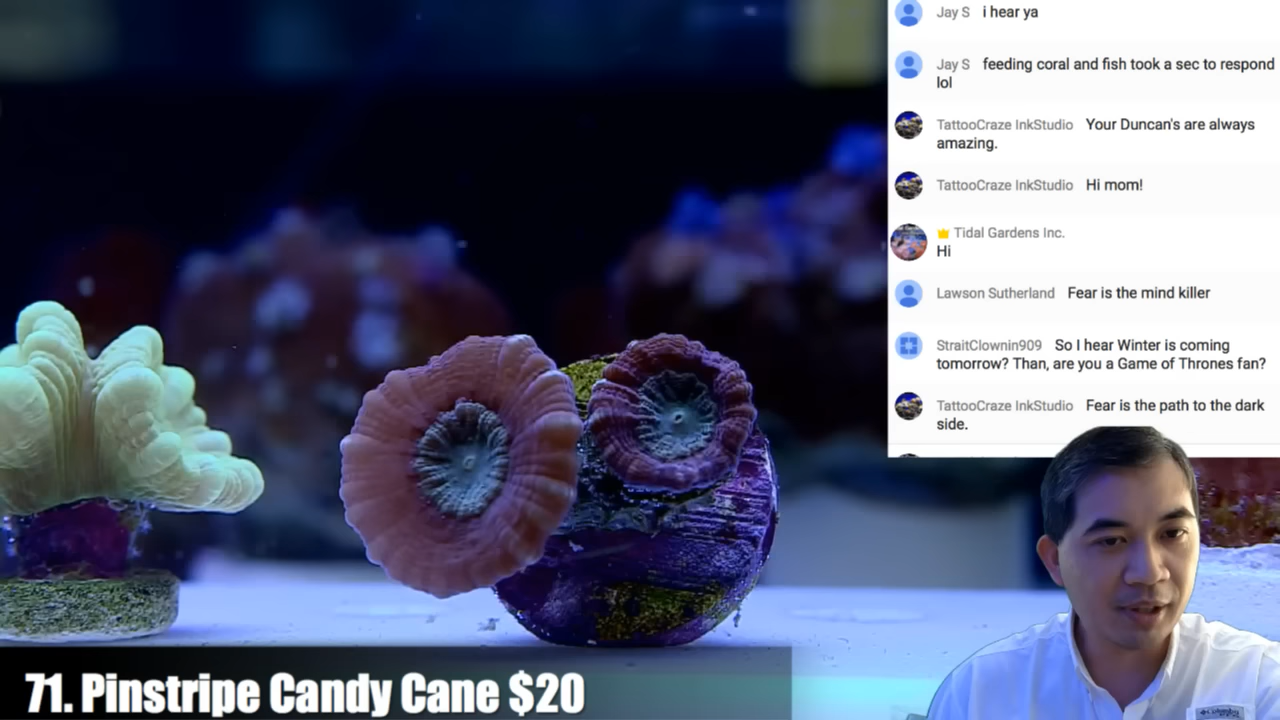 Jay S i hear ya
Jay S feeding coral and fish took a sec to respond
lol
TattooCraze InkStudio Your Duncan's are always
amazing.
TattooCraze InkStudio Hi mom!
Tidal Gardens Inc.
Hi
Lawson Sutherland Fear is the mind killer
StraitClownin909 So I hear Winter is coming
tomorrow? Than, are you a Game of Thrones fan?
TattooCraze InkStudio Fear is the path to the dark
side.
Columbia
71. Pinstripe Candy Cane $20